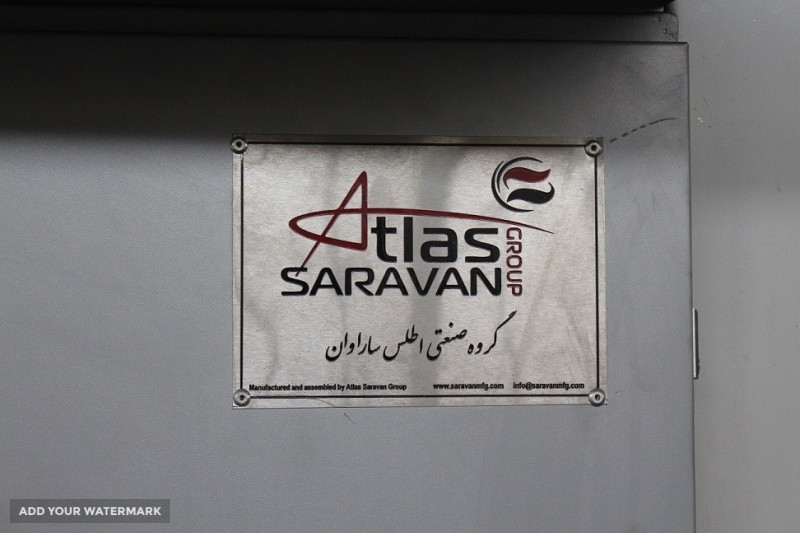 Atlas
SARAVAN
GROUP
گروه صنعتی اطلس ساراوان
Manufactured and assembled by Atlas Saravan Group
www.saravanmfg.com
info@saravanmfg.com
ADD YOUR WATERMARK